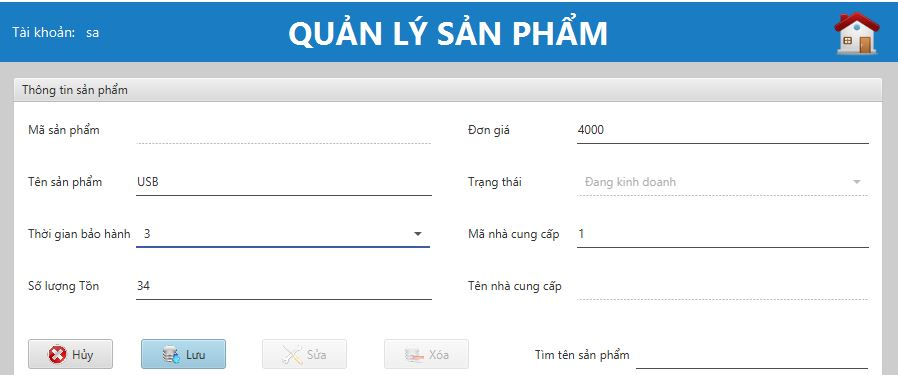 Tài khoản: sa
QUẢN LÝ SẢN PHẨM
Thông tin sản phẩm
Mã sản phẩm
Đơn giá 4000
Tên sản phẩm USB
Trạng thái Đang kinh doanh
Thời gian bảo hành 3
Mã nhà cung cấp 1
Số lượng Tồn 34
Tên nhà cung cấp
Hủy
Lưu
Sửa
Xóa
Tìm tên sản phẩm